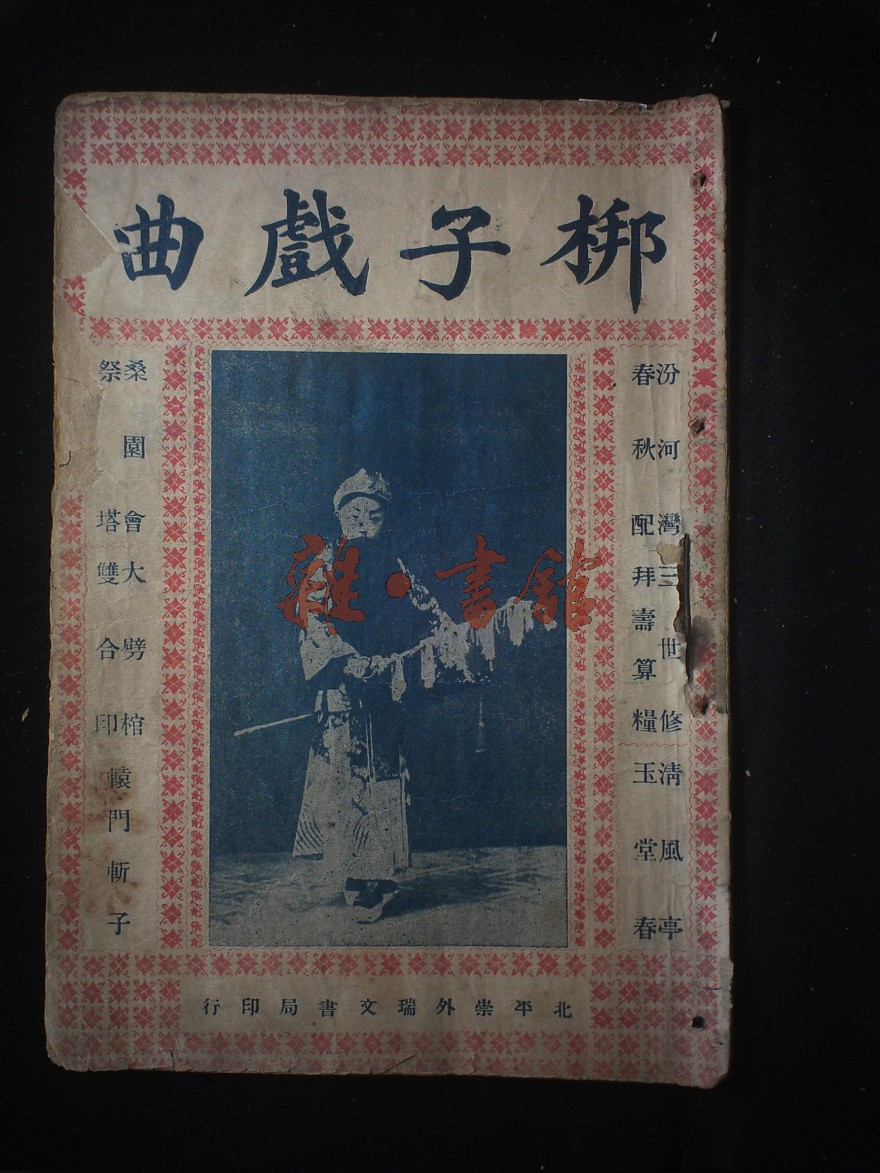 梆子戲曲
汾河灣
春秋配
三世修
拜壽算糧
清風亭
玉堂春
桑園會
祭塔
大劈棺
雙合印
轅門斬子
雜·書館
北平崇外瑞文書局印行